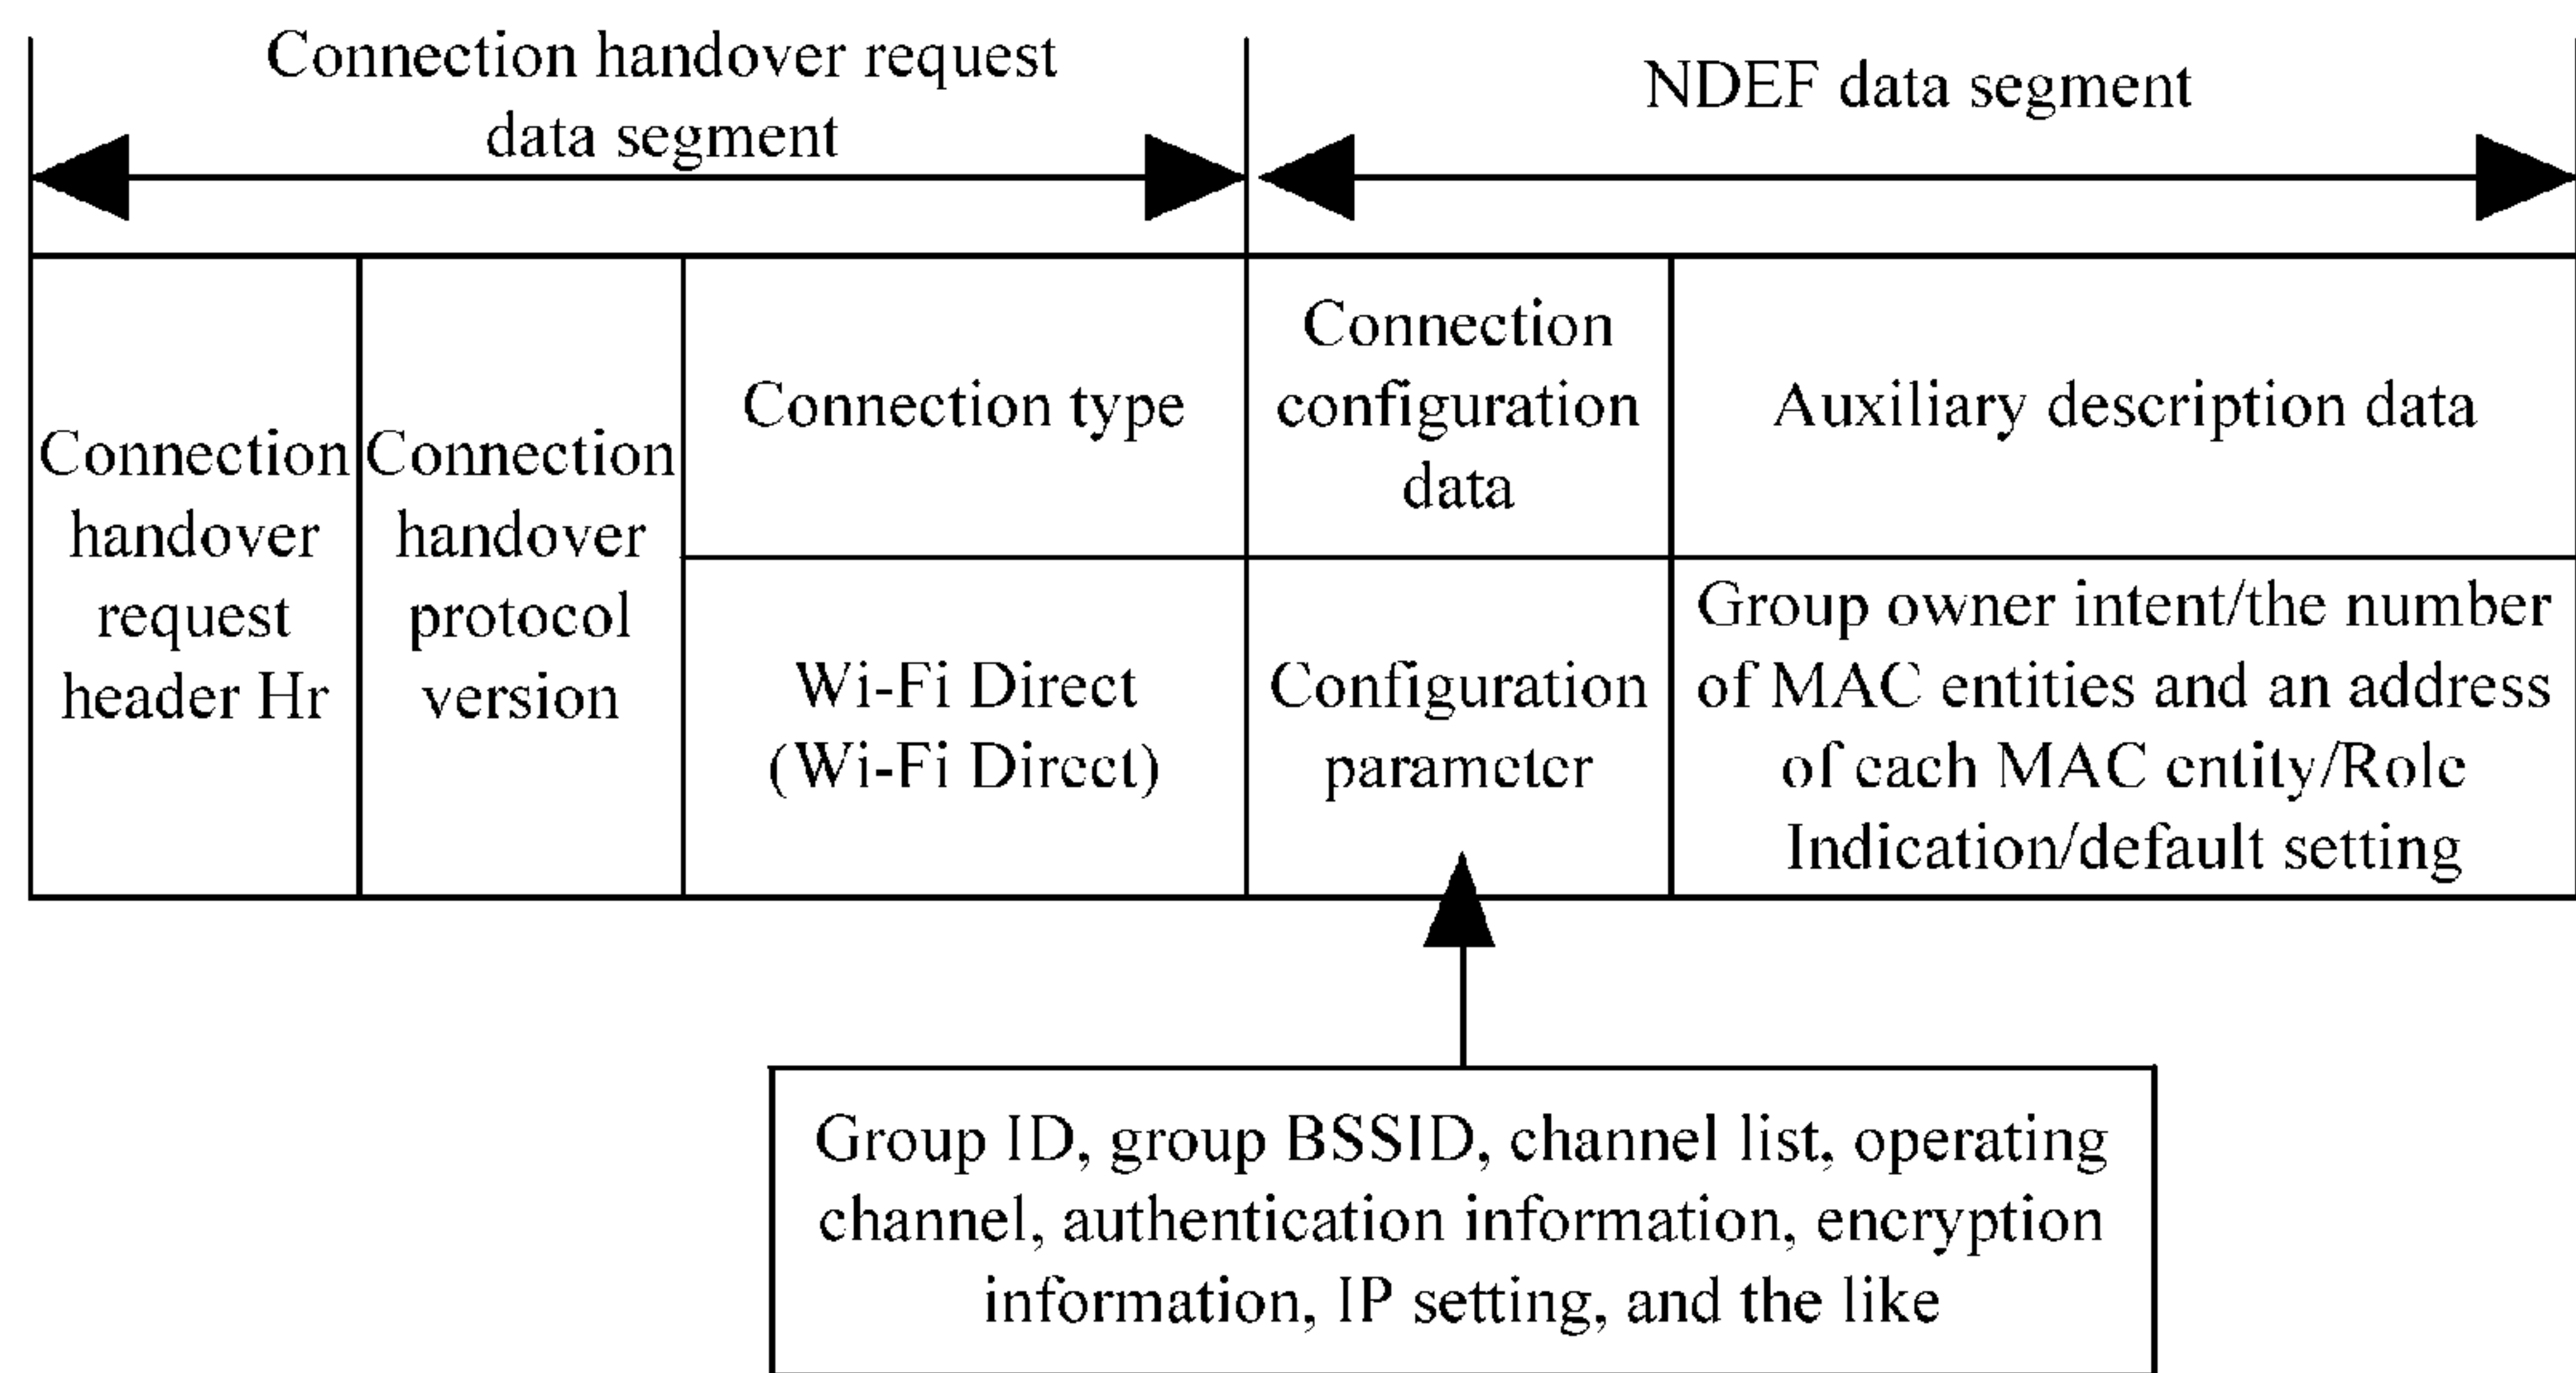 Connection handover request
data segment
NDEF data segment
Connection
handover
request
header Hr
Connection
handover
protocol
version
Connection type
Connection
configuration
data
Auxiliary description data
Wi-Fi Direct
(Wi-Fi Direct)
Configuration
parameter
Group owner intent/the number
of MAC entities and an address
of each MAC entity/Role
Indication/default setting
Group ID, group BSSID, channel list, operating
channel, authentication information, encryption
information, IP setting, and the like